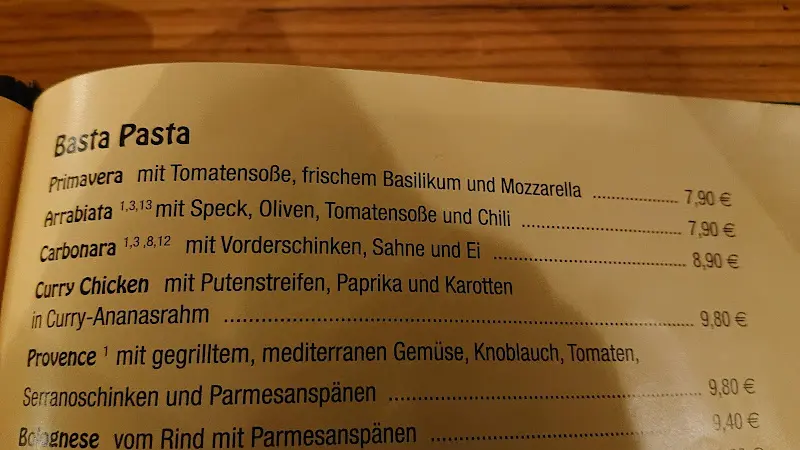 Basta Pasta
Primavera mit Tomatensoße, frischem Basilikum und Mozzarella ........................ 7,90 €
Arrabiata 1,3,13 mit Speck, Oliven, Tomatensoße und Chili ........................ 7,90 €
Carbonara 1,3 ,8,12 mit Vorderschinken, Sahne und Ei ........................ 8,90 €
Curry Chicken mit Putenstreifen, Paprika und Karotten
in Curry-Ananasrahm ........................ 9,80 €
Provence 1 mit gegrilltem, mediterranen Gemüse, Knoblauch, Tomaten,
Serranoschinken und Parmesanspänen ........................ 9,80 €
Bolognese vom Rind mit Parmesanspänen ........................ 9,40 €